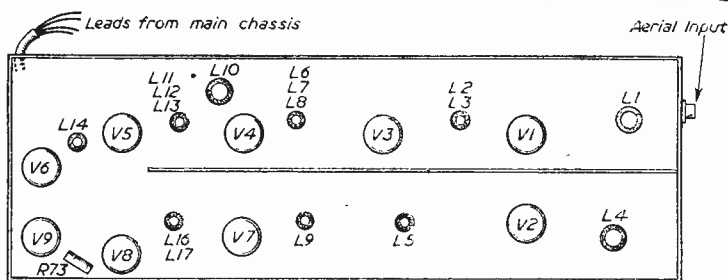 Leads from main chassis
Aerial Input
L11
L12
L13
L10
L6
L7
L8
L2
L3
L1
L14
V5
V4
V3
V1
V6
V9
R73
V8
L16
L17
V7
L9
L5
V2
L4